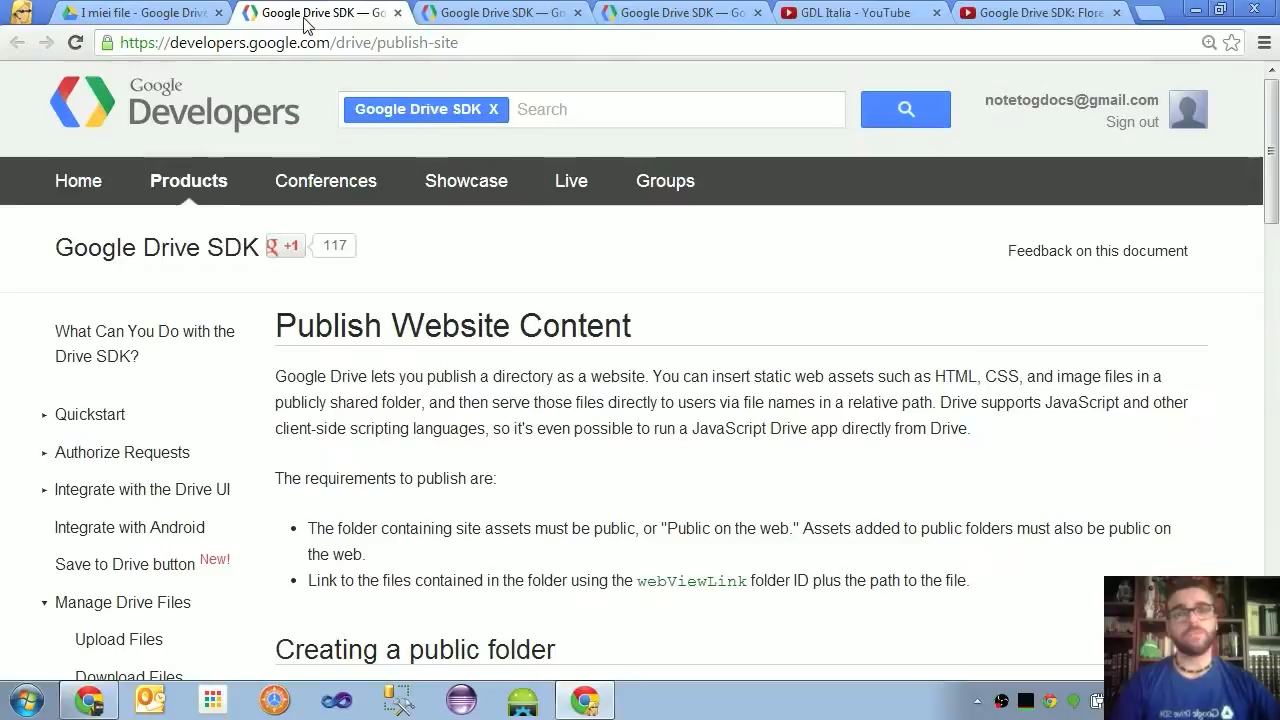 I miei file - Google Drive
Google Drive SDK — Go
Google Drive SDK — Go
Google Drive SDK — Go
GDL Italia - YouTube
Google Drive SDK: Flore
https://developers.google.com/drive/publish-site
Google
Developers
Google Drive SDK X
Search
notetogdocs@gmail.com
Sign out
Home
Products
Conferences
Showcase
Live
Groups
Google Drive SDK
+1
117
Feedback on this document
What Can You Do with the
Drive SDK?
Quickstart
Authorize Requests
Integrate with the Drive UI
Integrate with Android
Save to Drive button New!
Manage Drive Files
Upload Files
Download Files
Publish Website Content
Google Drive lets you publish a directory as a website. You can insert static web assets such as HTML, CSS, and image files in a
publicly shared folder, and then serve those files directly to users via file names in a relative path. Drive supports JavaScript and other
client-side scripting languages, so it's even possible to run a JavaScript Drive app directly from Drive.
The requirements to publish are:
The folder containing site assets must be public, or "Public on the web." Assets added to public folders must also be public on
the web.
Link to the files contained in the folder using the webViewLink folder ID plus the path to the file.
Creating a public folder